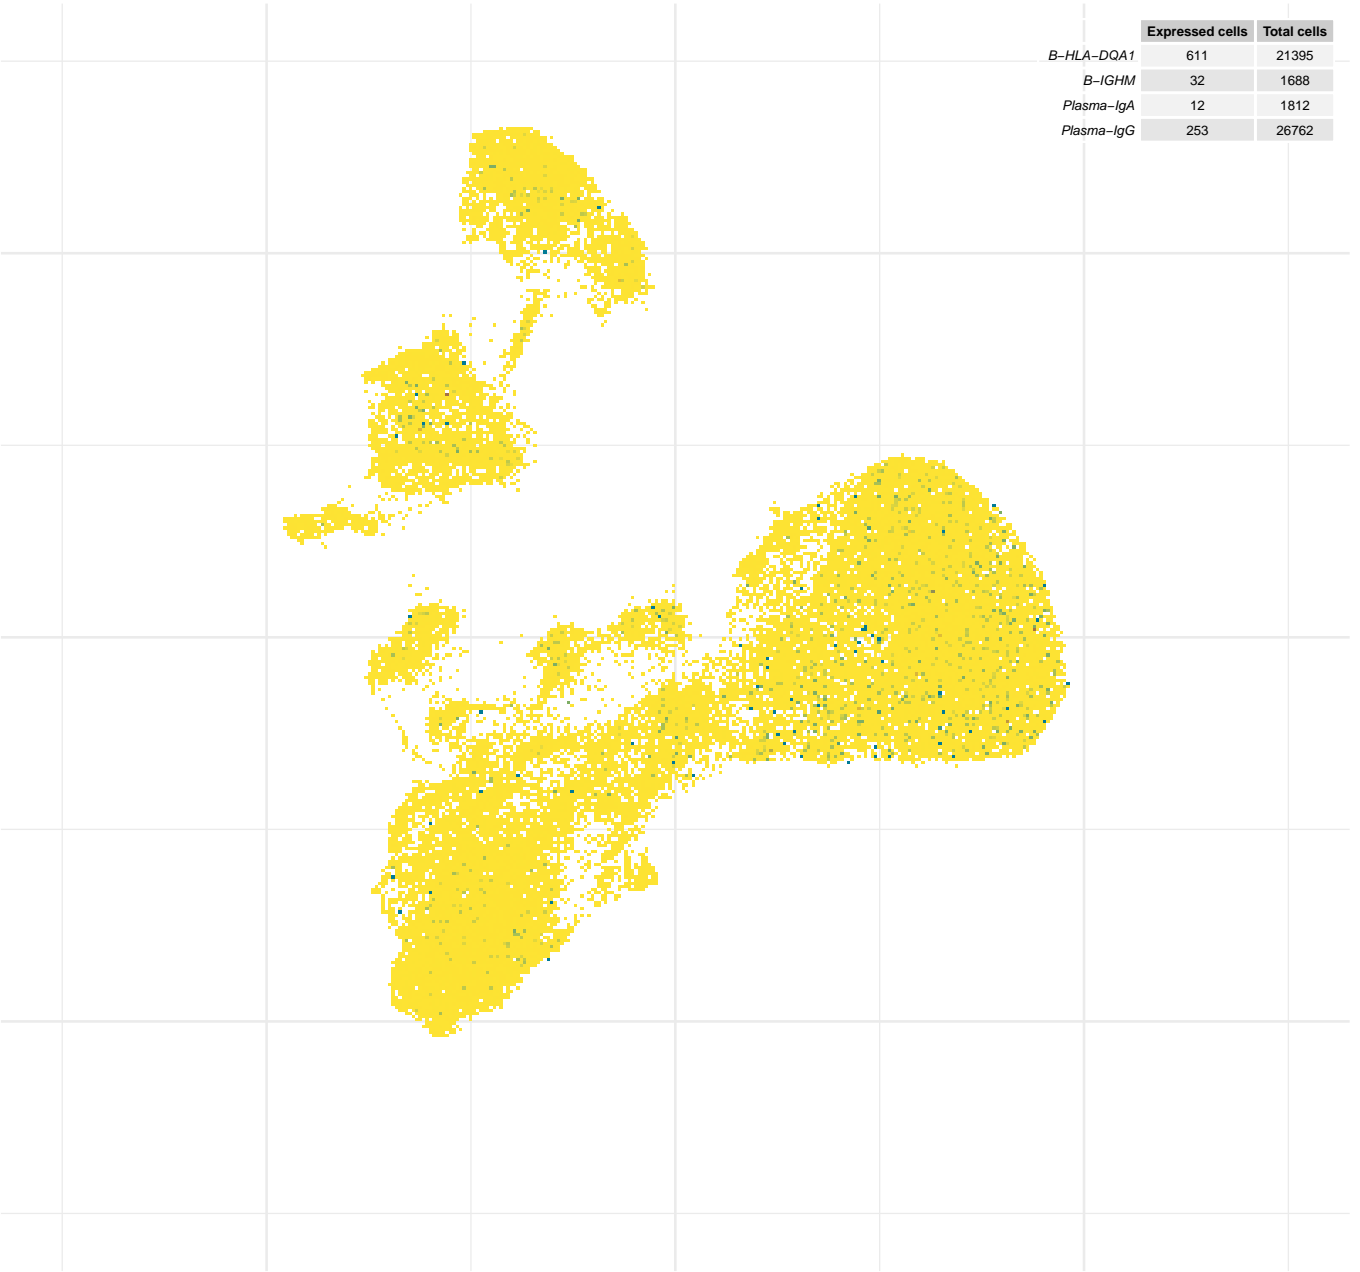 Expressed cells Total cells
B−HLA−DQA1 611 21395
B−IGHM 32 1688
Plasma−IgA 12 1812
Plasma−IgG 253 26762